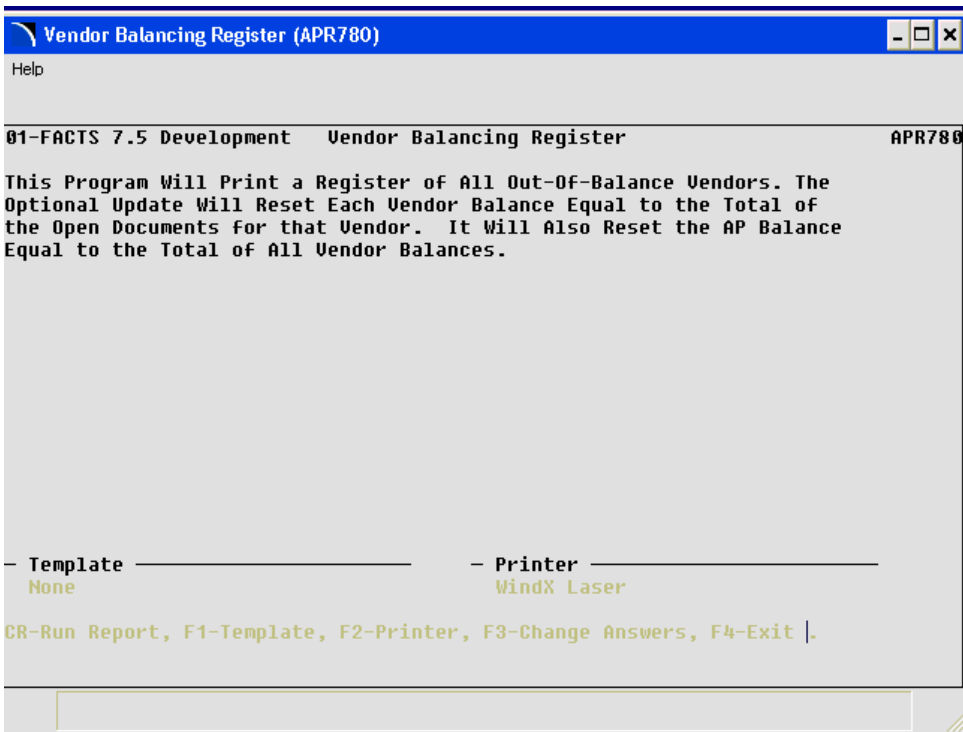 Vendor Balancing Register (APR780)
Help
01-FACTS 7.5 Development Vendor Balancing Register APR780
This Program Will Print a Register of All Out-Of-Balance Vendors. The
Optional Update Will Reset Each Vendor Balance Equal to the Total of
the Open Documents for that Vendor. It Will Also Reset the AP Balance
Equal to the Total of All Vendor Balances.
Template Printer
None WindX Laser
CR-Run Report, F1-Template, F2-Printer, F3-Change Answers, F4-Exit .